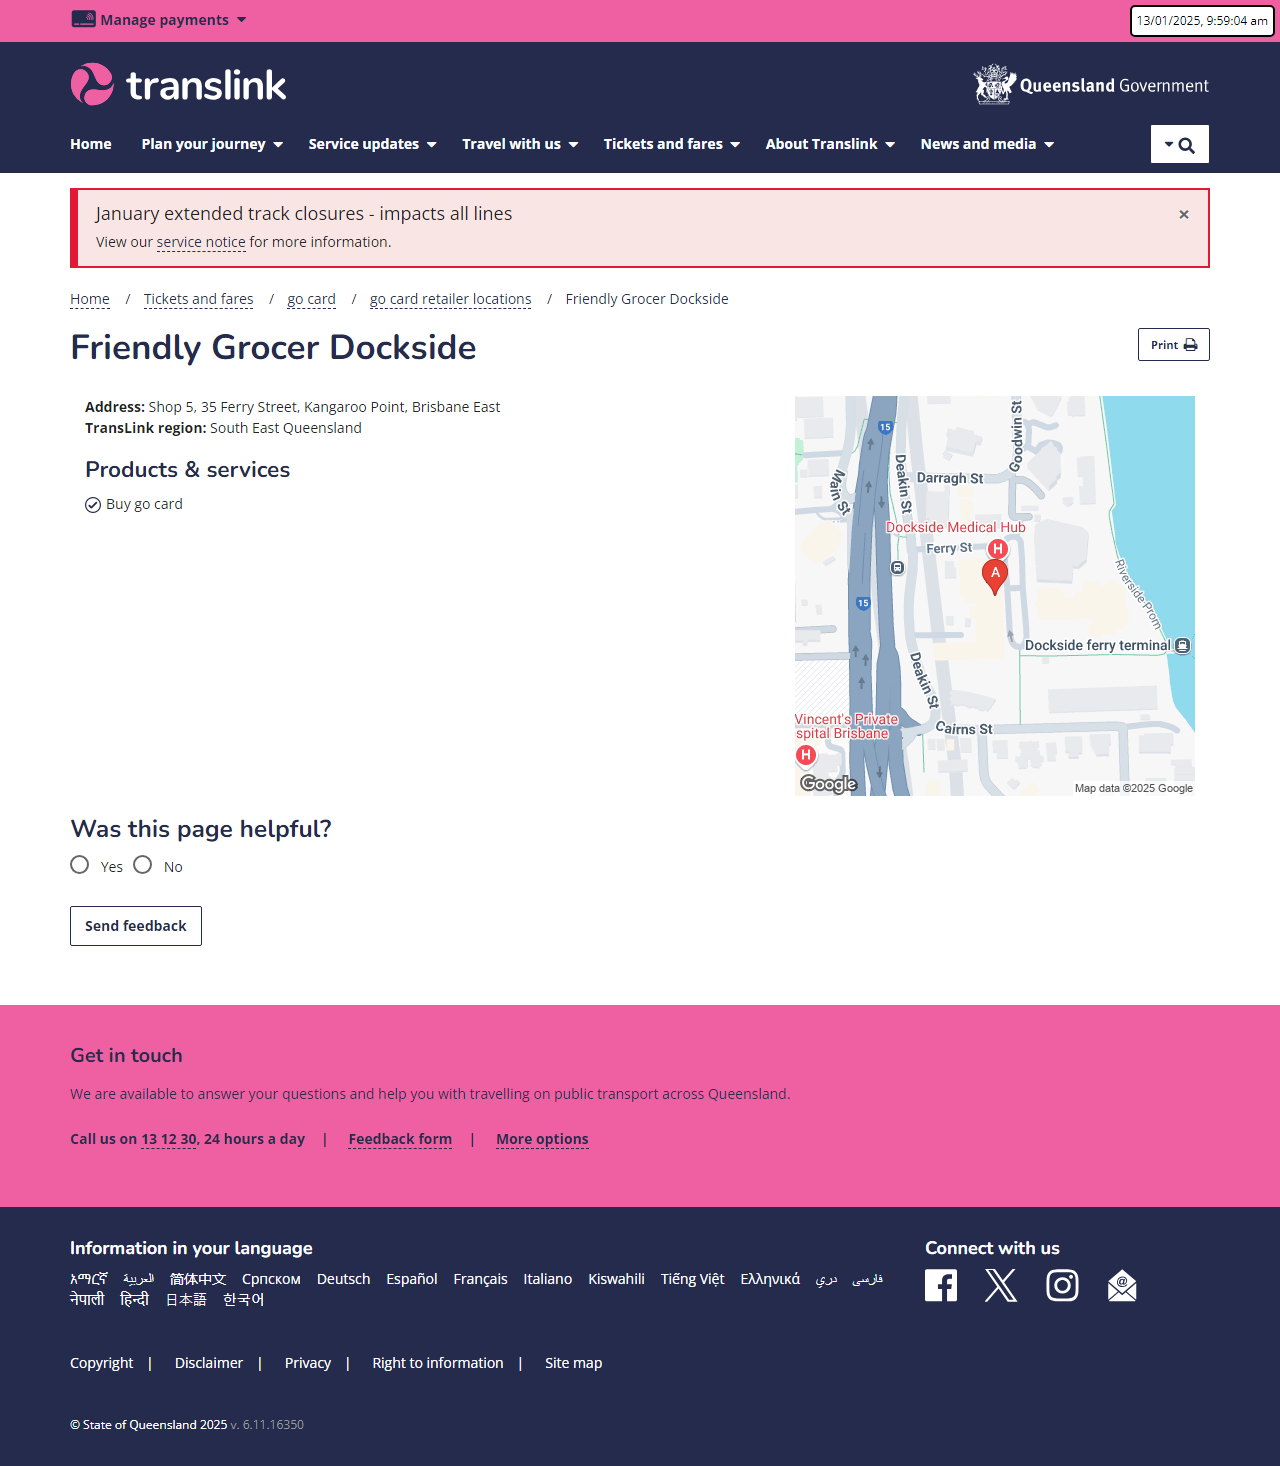 Manage payments
13/01/2025, 9:59:04 am
translink
Queensland Government
Home Plan your journey Service updates Travel with us Tickets and fares About Translink News and media
January extended track closures - impacts all lines
×
View our service notice for more information.
Home / Tickets and fares / go card / go card retailer locations / Friendly Grocer Dockside
Friendly Grocer Dockside
Print
Address: Shop 5, 35 Ferry Street, Kangaroo Point, Brisbane East
TransLink region: South East Queensland
Products & services
Buy go card
15
Goodwin St
Main St
Deakin St
Darragh St
Dockside Medical Hub
H
Ferry St
A
Riverside Prom
15
Dockside ferry terminal
Deakin St
Vincent's Private
spital Brisbane
Cairns St
H
Google
Map data ©2025 Google
Was this page helpful?
Yes No
Send feedback
Get in touch
We are available to answer your questions and help you with travelling on public transport across Queensland.
Call us on 13 12 30, 24 hours a day | Feedback form | More options
Information in your language
አማርኛ العربية 简体中文 Српском Deutsch Español Français Italiano Kiswahili Tiếng Việt Ελληνικά دري فارسی
नेपाली हिन्दी 日本語 한국어
Connect with us
Copyright | Disclaimer | Privacy | Right to information | Site map
© State of Queensland 2025 v. 6.11.16350